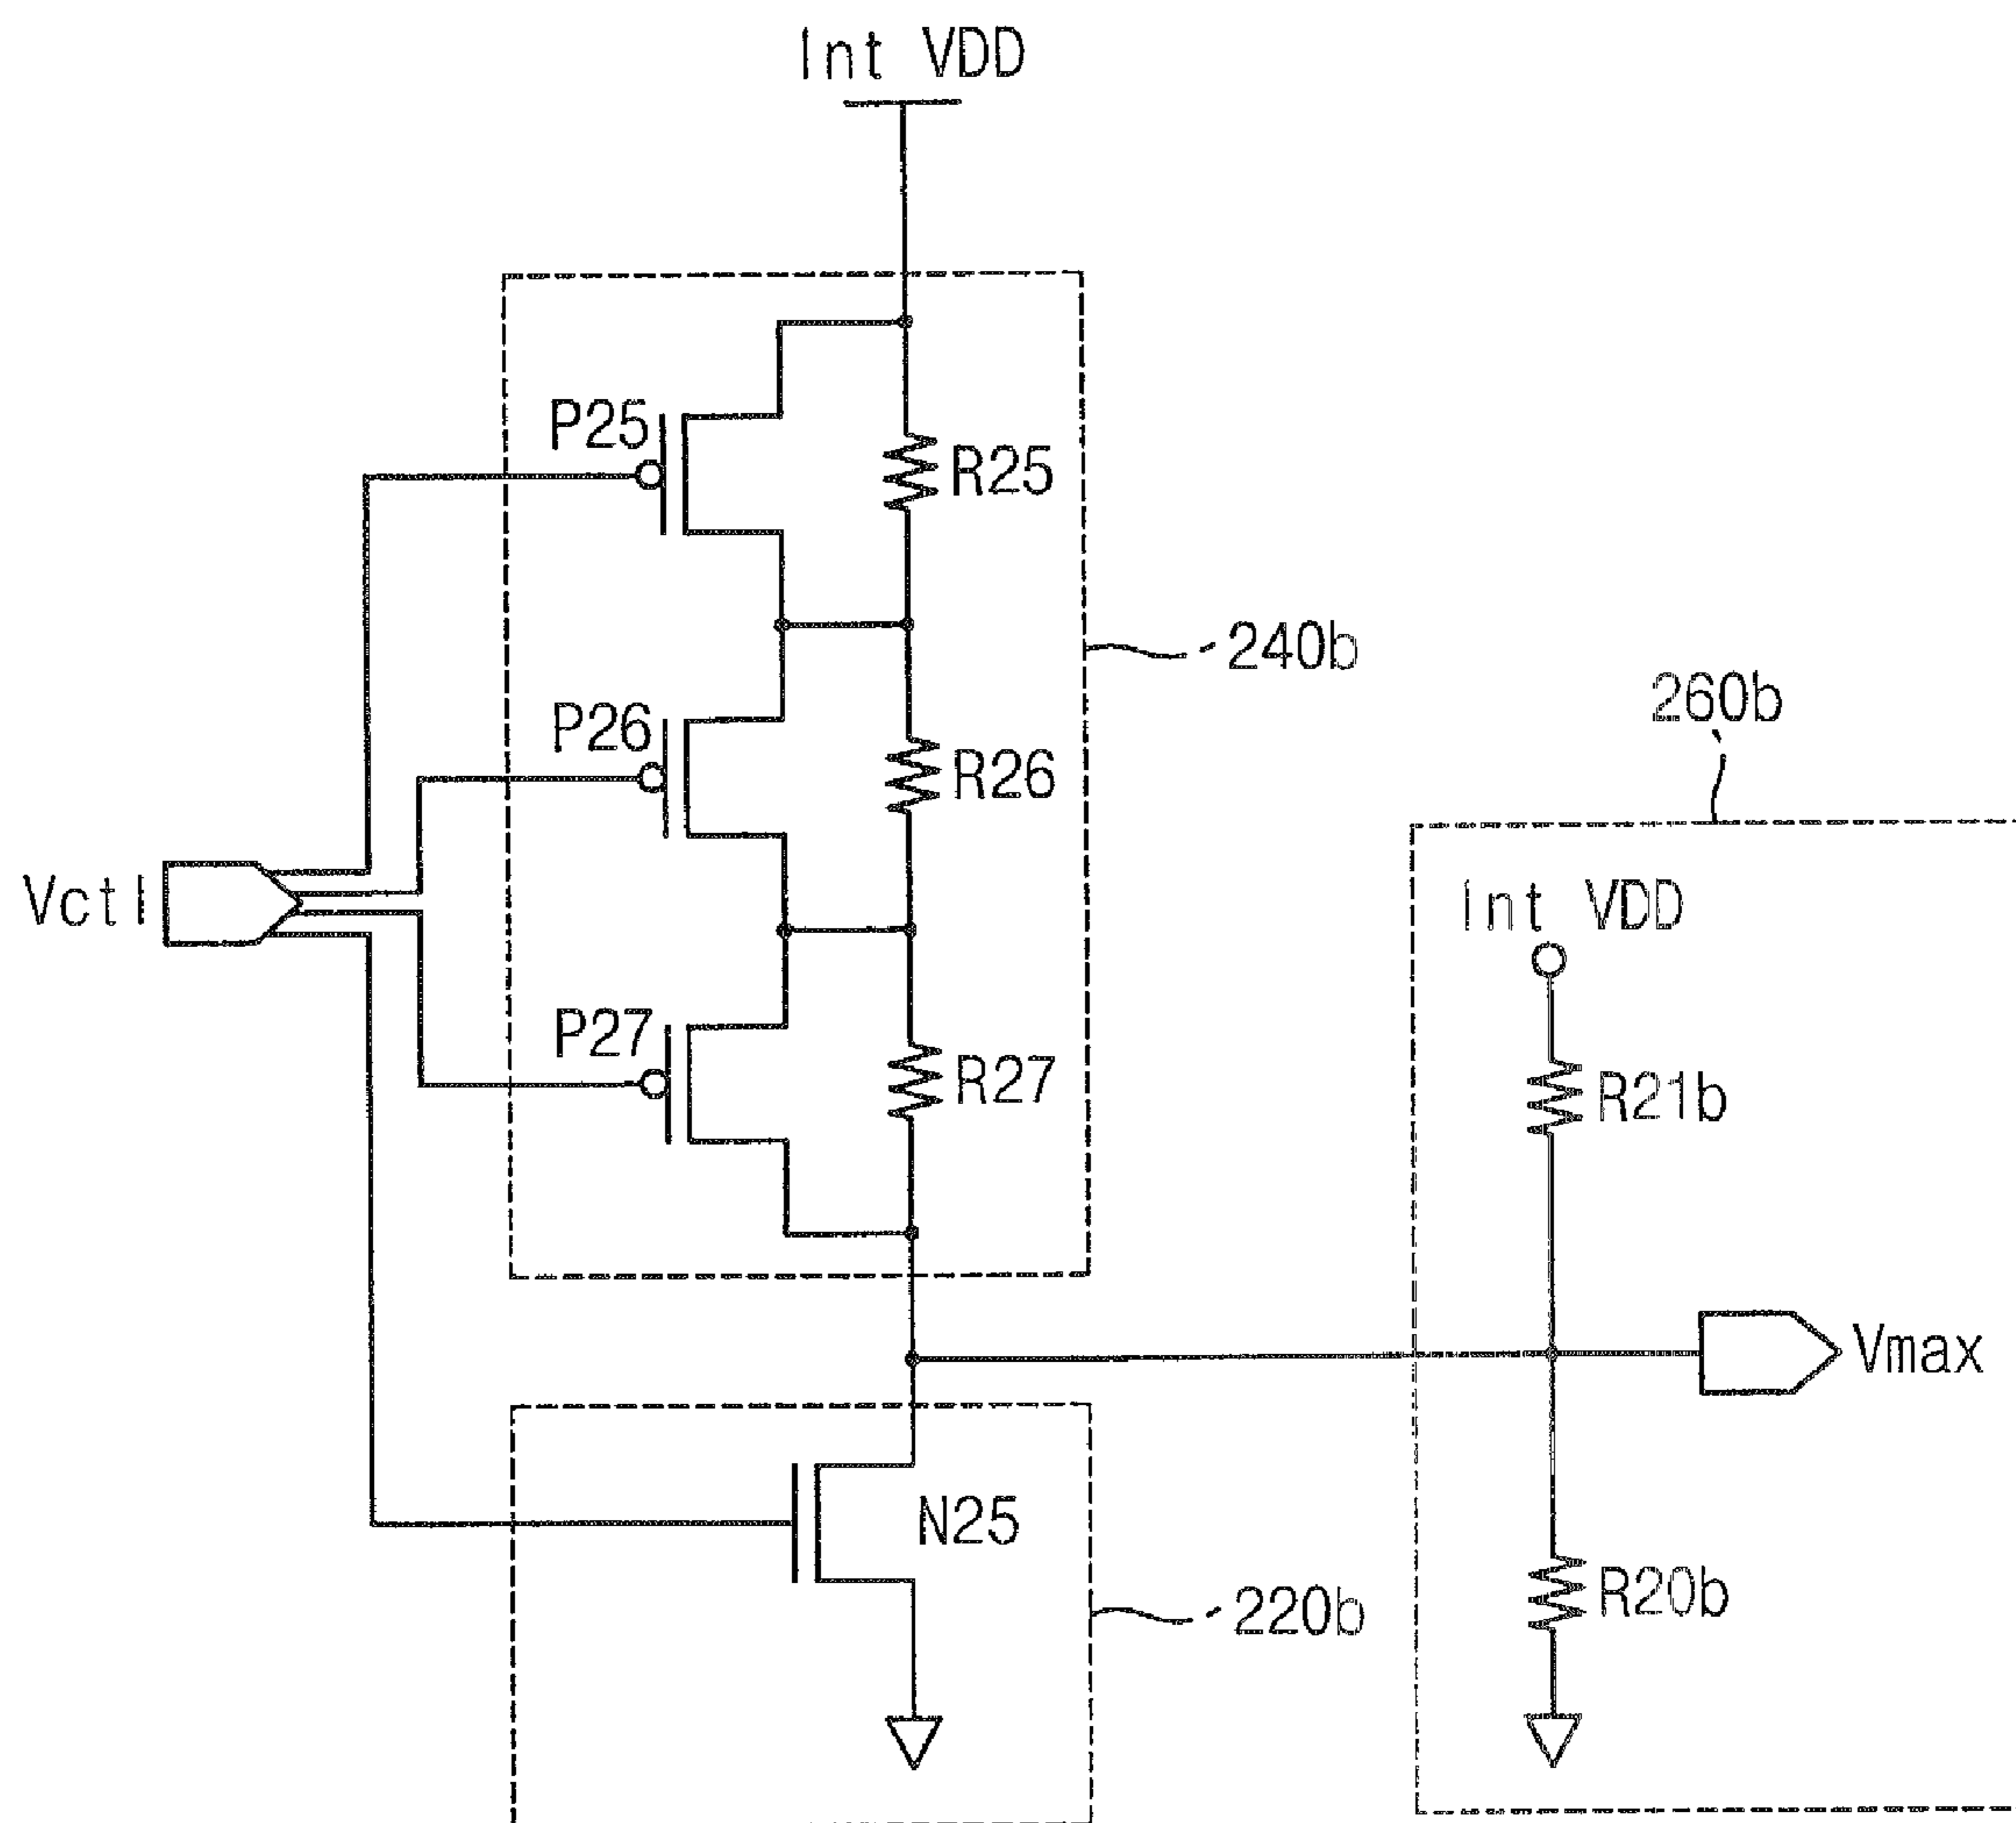 Int VDD
P25
R25
240b
P26
R26
260b
Vctl
Int VDD
P27
R27
R21b
Vmax
N25
R20b
220b